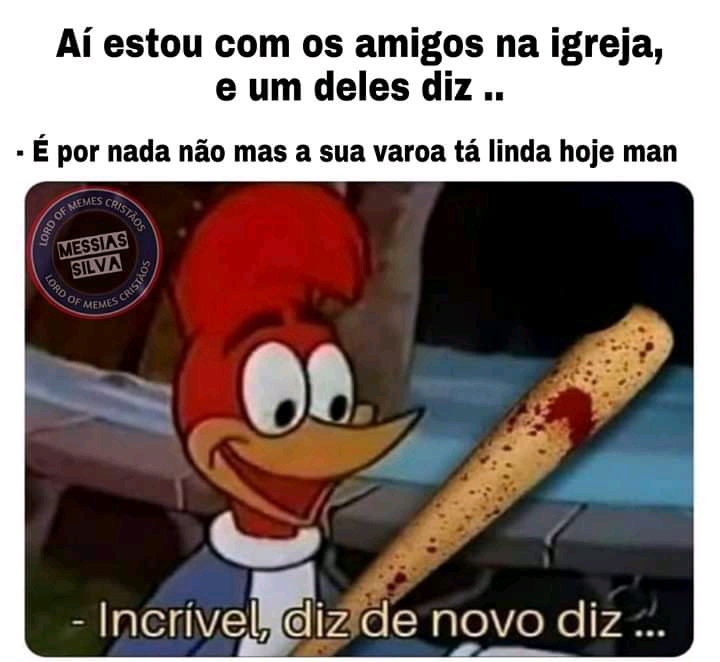 Aí estou com os amigos na igreja,
e um deles diz ..
- É por nada não mas a sua varoa tá linda hoje man
LORD OF MEMES CRISTÃOS
MESSIAS
SILVA
LORD OF MEMES CRISTÃOS
- Incrível, diz de novo diz ...